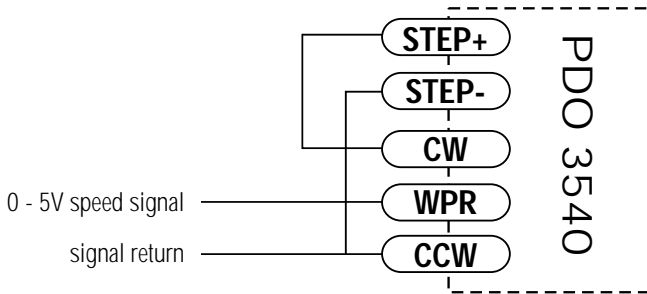 STEP+
STEP-
CW
0 - 5V speed signal
WPR
signal return
CCW
PDO 3540